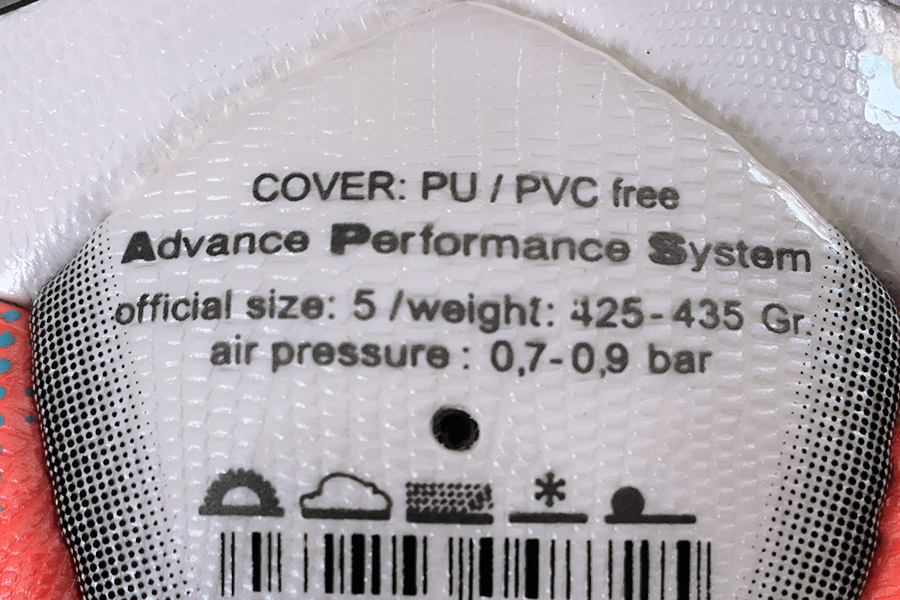 COVER: PU / PVC free
Advance Performance System
official size: 5 /weight: 425-435 Gr.
air pressure : 0,7-0,9 bar